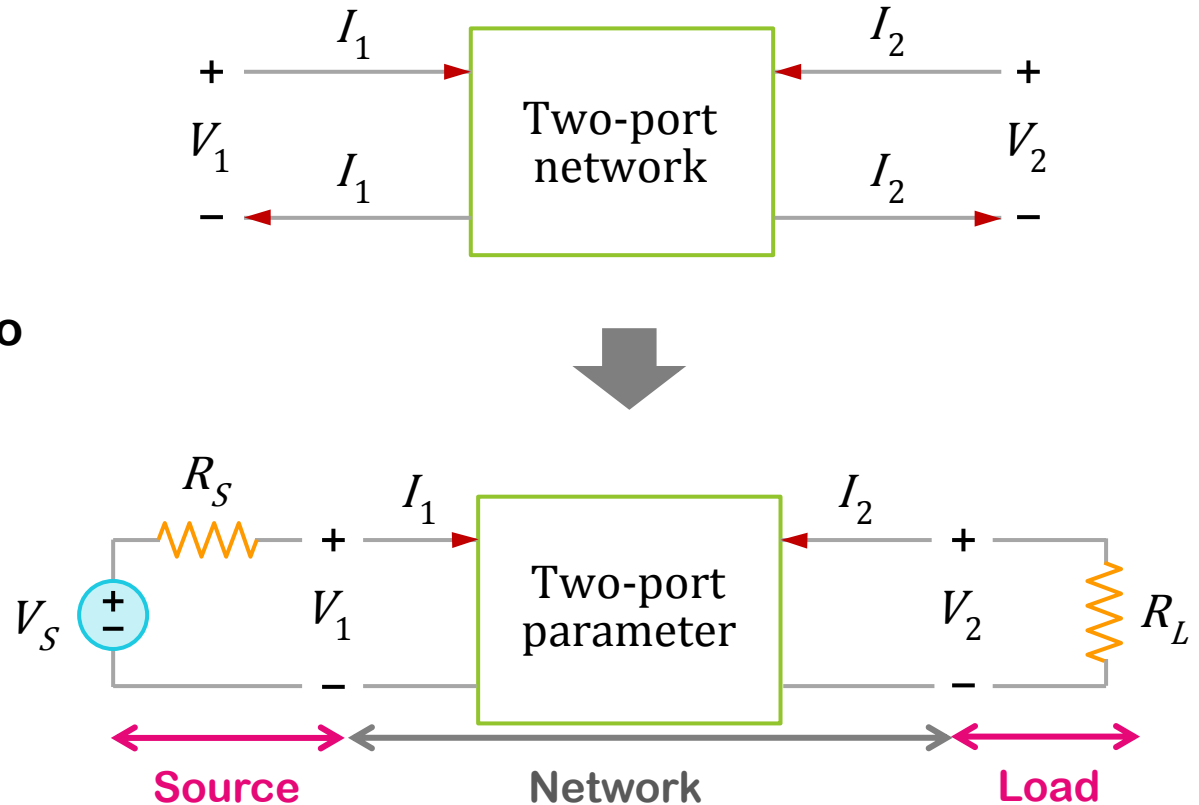 I1 I2
+ +
Two-port
network
V1 V2
I1 I2
− −
o
RS
I1 I2
+ +
Two-port
parameter
+
−
VS V1 V2 RL
− −
Source Network Load